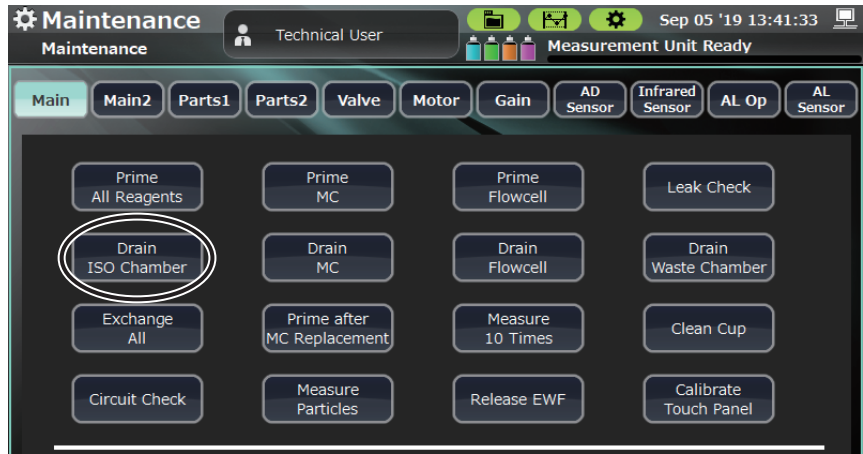 Maintenance
Technical User
Sep 05 '19 13:41:33
Maintenance
Measurement Unit Ready
Main
Main2
Parts1
Parts2
Valve
Motor
Gain
AD
Sensor
Infrared
Sensor
AL Op
AL
Sensor
Prime
All Reagents
Prime
MC
Prime
Flowcell
Leak Check
Drain
ISO Chamber
Drain
MC
Drain
Flowcell
Drain
Waste Chamber
Exchange
All
Prime after
MC Replacement
Measure
10 Times
Clean Cup
Circuit Check
Measure
Particles
Release EWF
Calibrate
Touch Panel